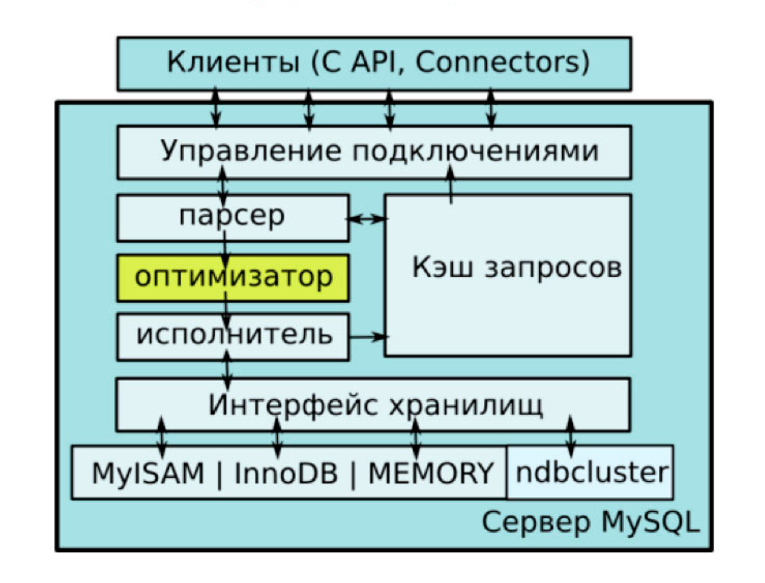 Клиенты (C API, Connectors)
Управление подключениями
парсер
оптимизатор
Кэш запросов
исполнитель
Интерфейс хранилищ
MyISAM | InnoDB | MEMORY ndbcluster
Сервер MySQL